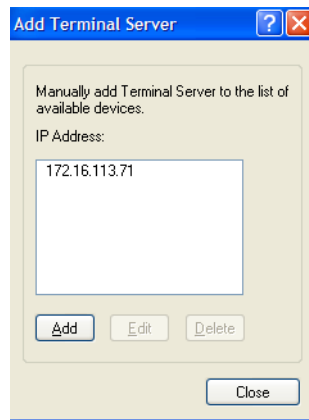 Add Terminal Server
Manually add Terminal Server to the list of
available devices.
IP Address:
172.16.113.71
Add Edit Delete
Close